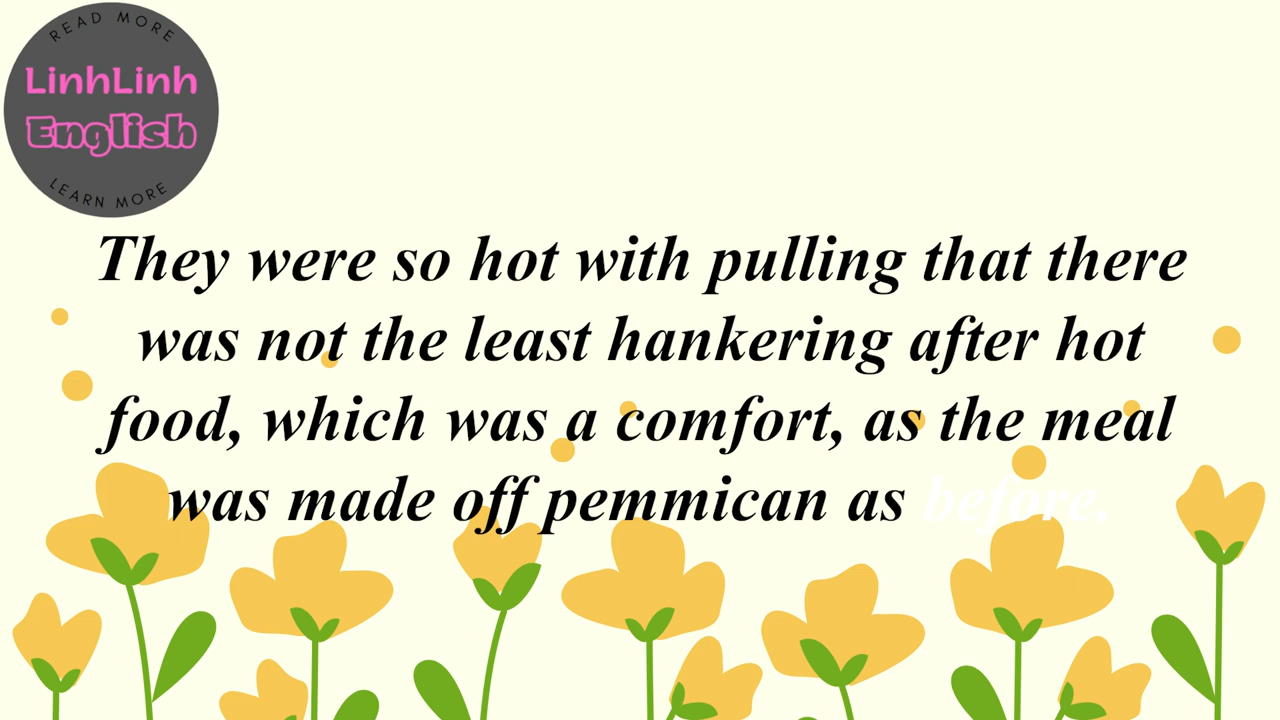 READ MORE
LinhLinh
English
LEARN MORE
They were so hot with pulling that there
was not the least hankering after hot
food, which was a comfort, as the meal
was made off pemmican as before.